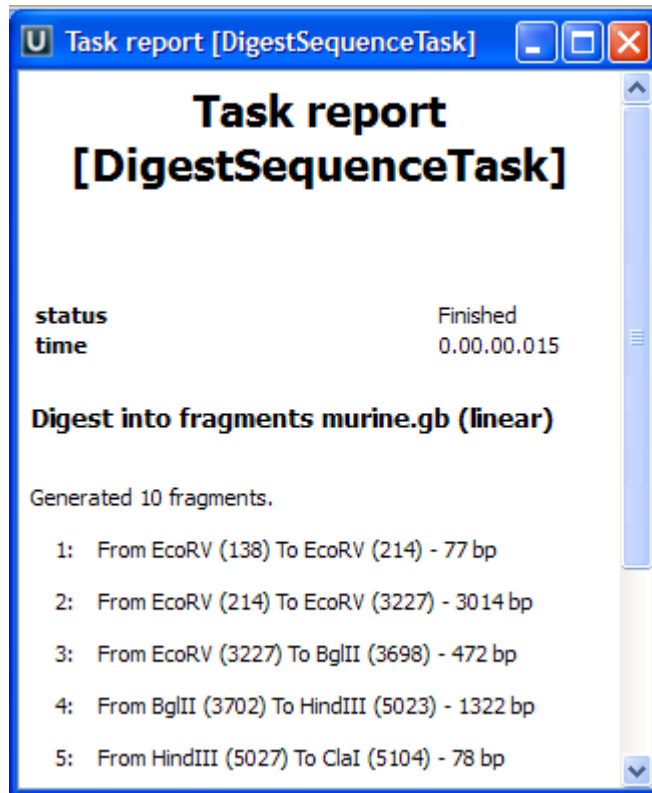 U Task report [DigestSequenceTask]
Task report
[DigestSequenceTask]
status Finished
time 0.00.00.015
Digest into fragments murine.gb (linear)
Generated 10 fragments.
1: From EcoRV (138) To EcoRV (214) - 77 bp
2: From EcoRV (214) To EcoRV (3227) - 3014 bp
3: From EcoRV (3227) To BglII (3698) - 472 bp
4: From BglII (3702) To HindIII (5023) - 1322 bp
5: From HindIII (5027) To ClaI (5104) - 78 bp